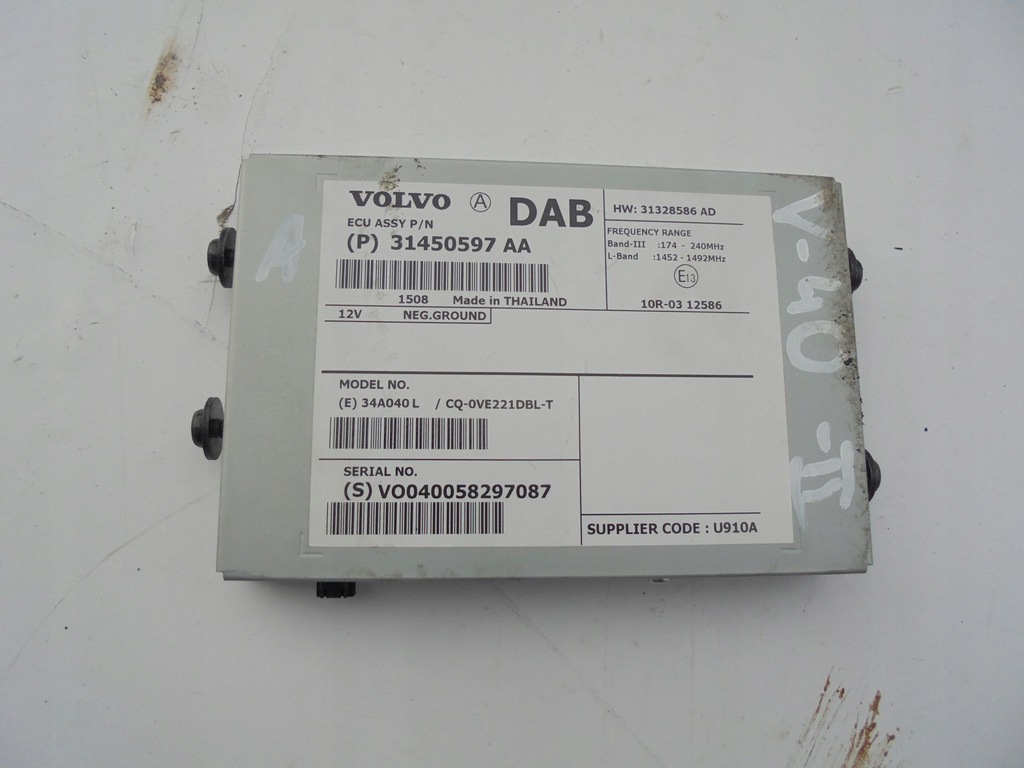 VOLVO A DAB
ECU ASSY P/N
(P) 31450597 AA
1508 Made in THAILAND
HW: 31328586 AD
FREQUENCY RANGE
Band-III :174 - 240MHz
L-Band :1452 - 1492MHz
E13
10R-03 12586
12V NEG.GROUND
MODEL NO.
(E) 34A040 L / CQ-0VE221DBL-T
SERIAL NO.
(S) VO040058297087
SUPPLIER CODE : U910A
A
V-40-II